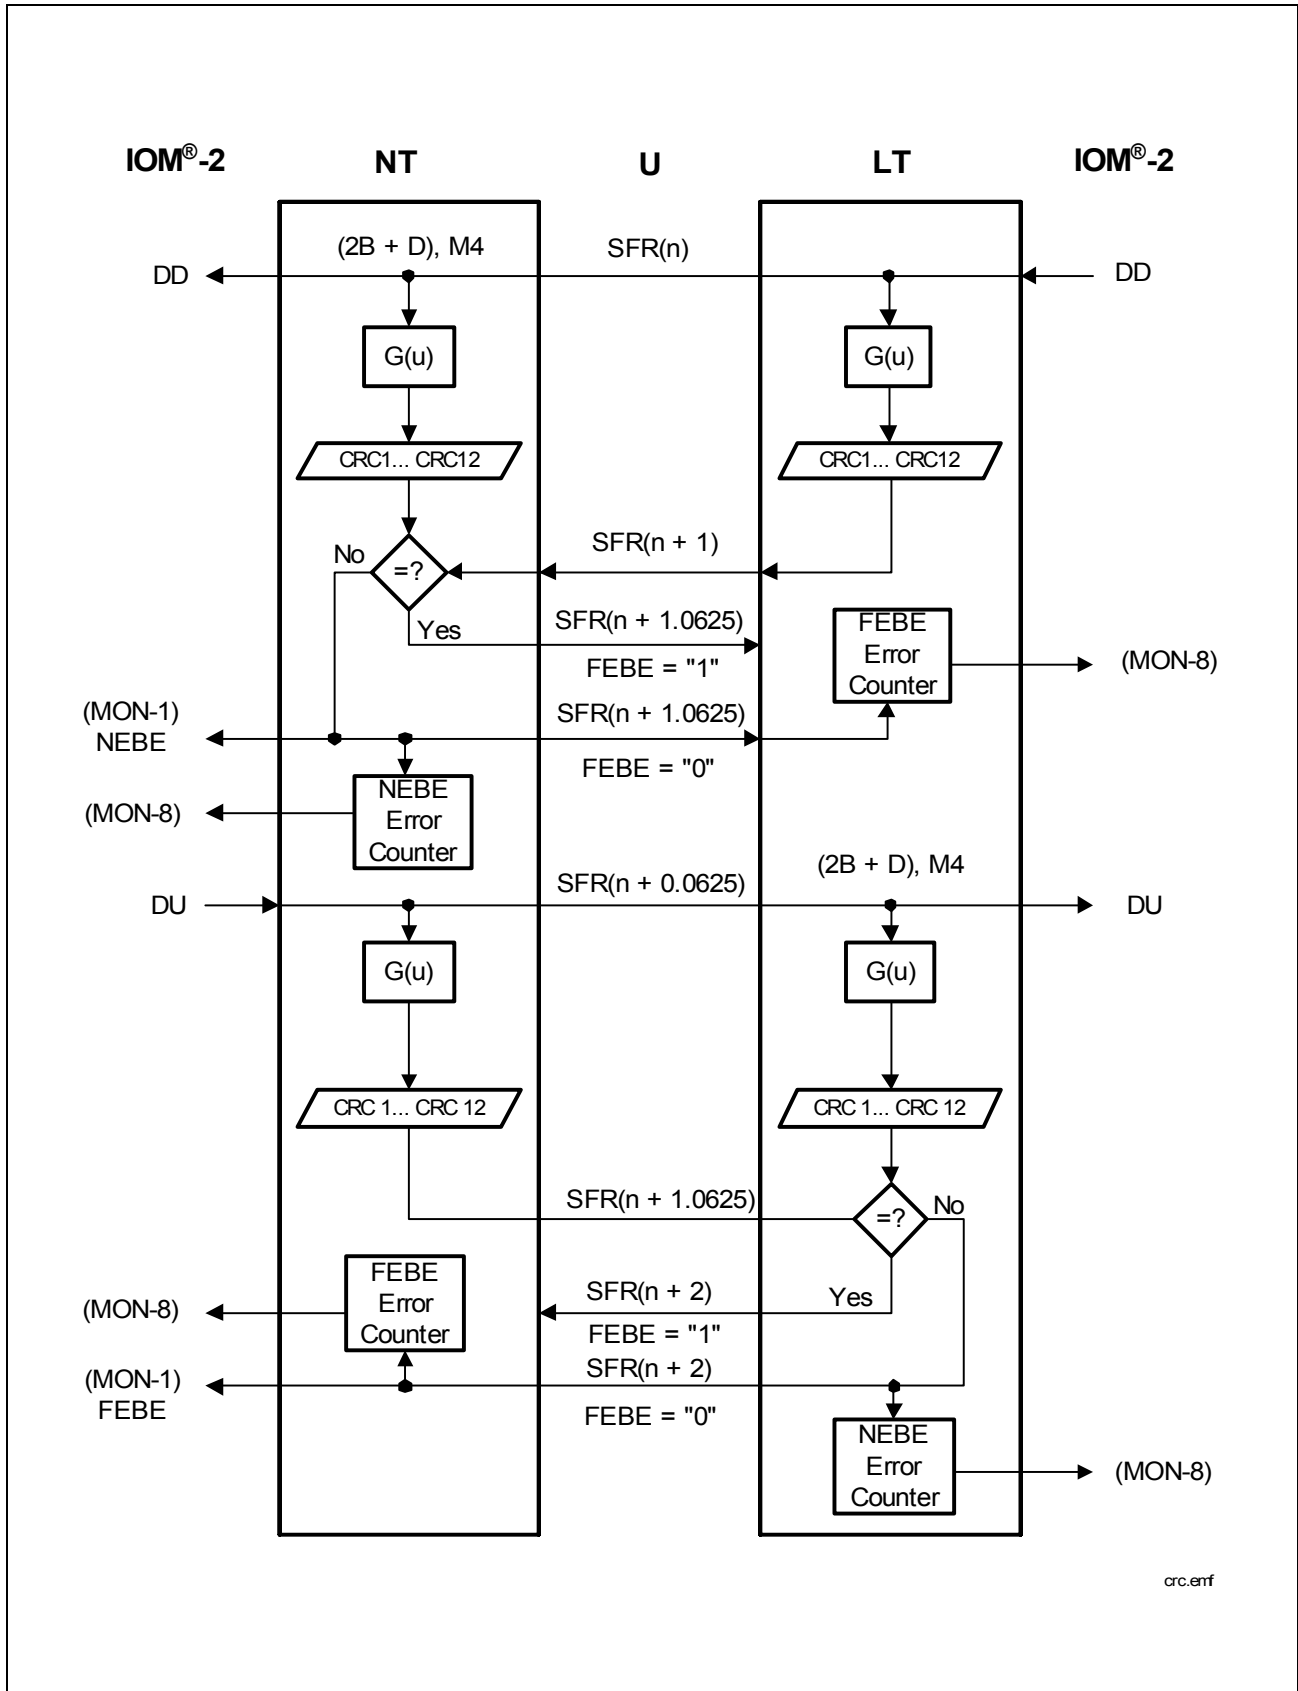 IOM®-2 NT U LT IOM®-2
(2B + D), M4 SFR(n)
DD DD
G(u) G(u)
CRC1... CRC12 CRC1... CRC12
No SFR(n + 1)
=?
Yes SFR(n + 1.0625)
FEBE = "1"
FEBE
Error
Counter
(MON-8)
(MON-1)
NEBE
SFR(n + 1.0625)
FEBE = "0"
(MON-8)
NEBE
Error
Counter
(2B + D), M4
SFR(n + 0.0625)
DU DU
G(u) G(u)
CRC 1... CRC 12 CRC 1... CRC 12
SFR(n + 1.0625)
=? No
FEBE
Error
Counter
(MON-8)
SFR(n + 2) Yes
FEBE = "1"
(MON-1)
FEBE
SFR(n + 2)
FEBE = "0"
NEBE
Error
Counter
(MON-8)
crc.emf